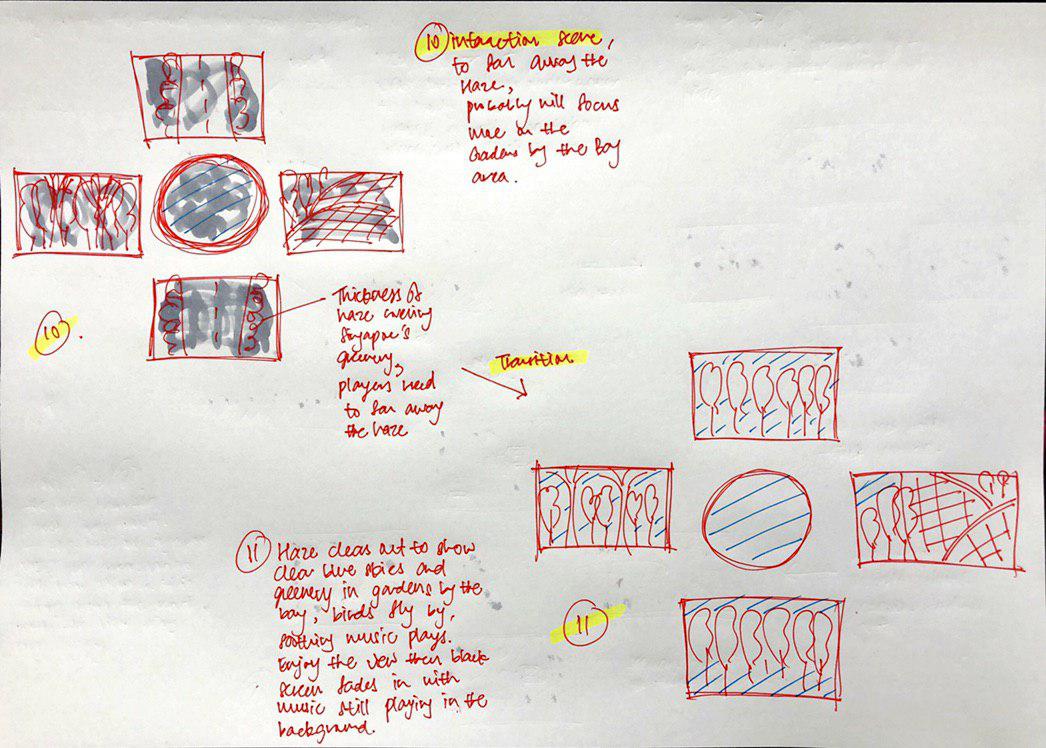 10 interaction scene,
to fan away the
Haze,
probably will focus
more on the
Gardens by the Bay
area.
10.
Thickness of
haze covering
Singapore's
greenery,
players need
to fan away
the haze
Transition
11 Haze clears out to show
clear blue skies and
greenery in gardens by the
bay, birds fly by,
soothing music plays.
Enjoy the view then black
screen fades in with
music still playing in the
background.
11